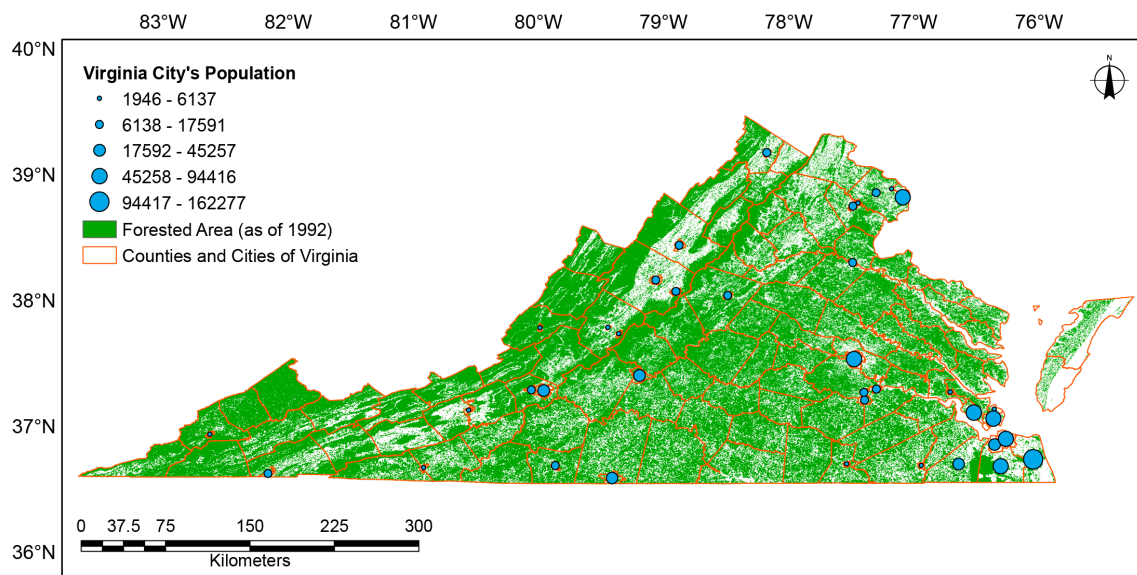 83°W 82°W 81°W 80°W 79°W 78°W 77°W 76°W
40°N
39°N
38°N
37°N
36°N
N
Virginia City's Population
1946 - 6137
6138 - 17591
17592 - 45257
45258 - 94416
94417 - 162277
Forested Area (as of 1992)
Counties and Cities of Virginia
0 37.5 75 150 225 300
Kilometers